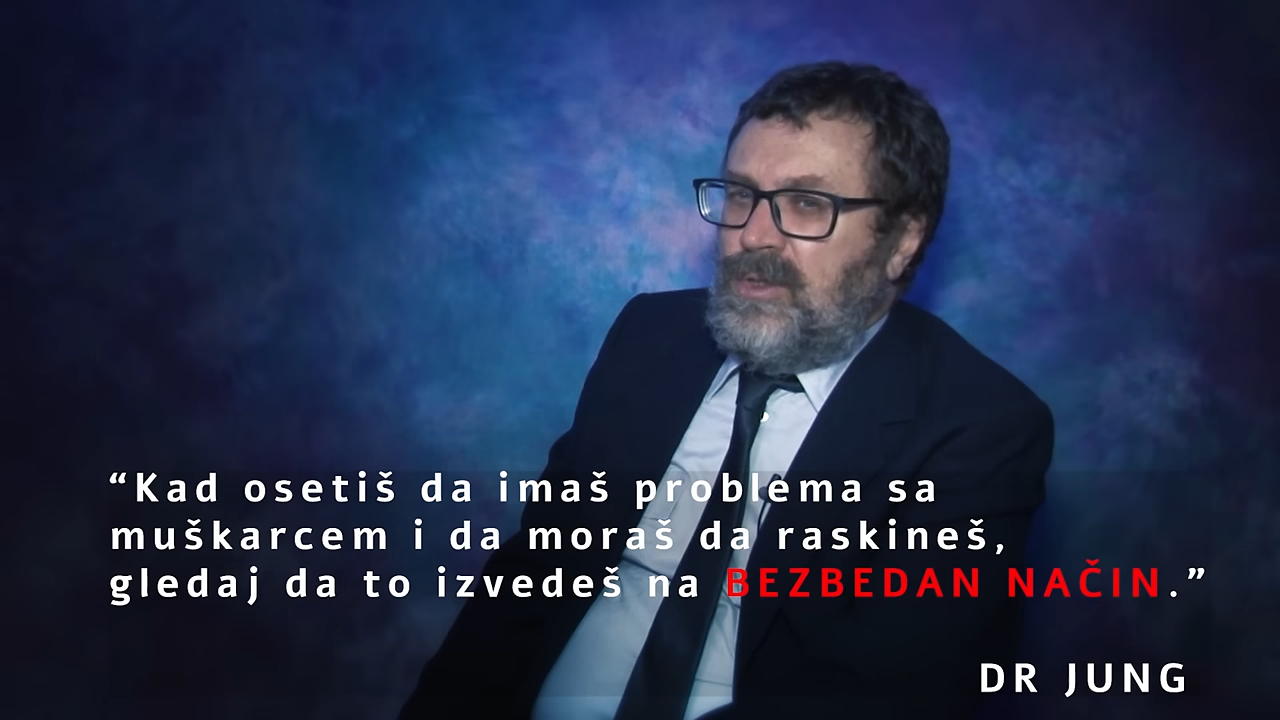 “Kad osetiš da imaš problema sa
muškarcem i da moraš da raskineš,
gledaj da to izvedeš na BEZBEDAN NAČIN.”
DR JUNG